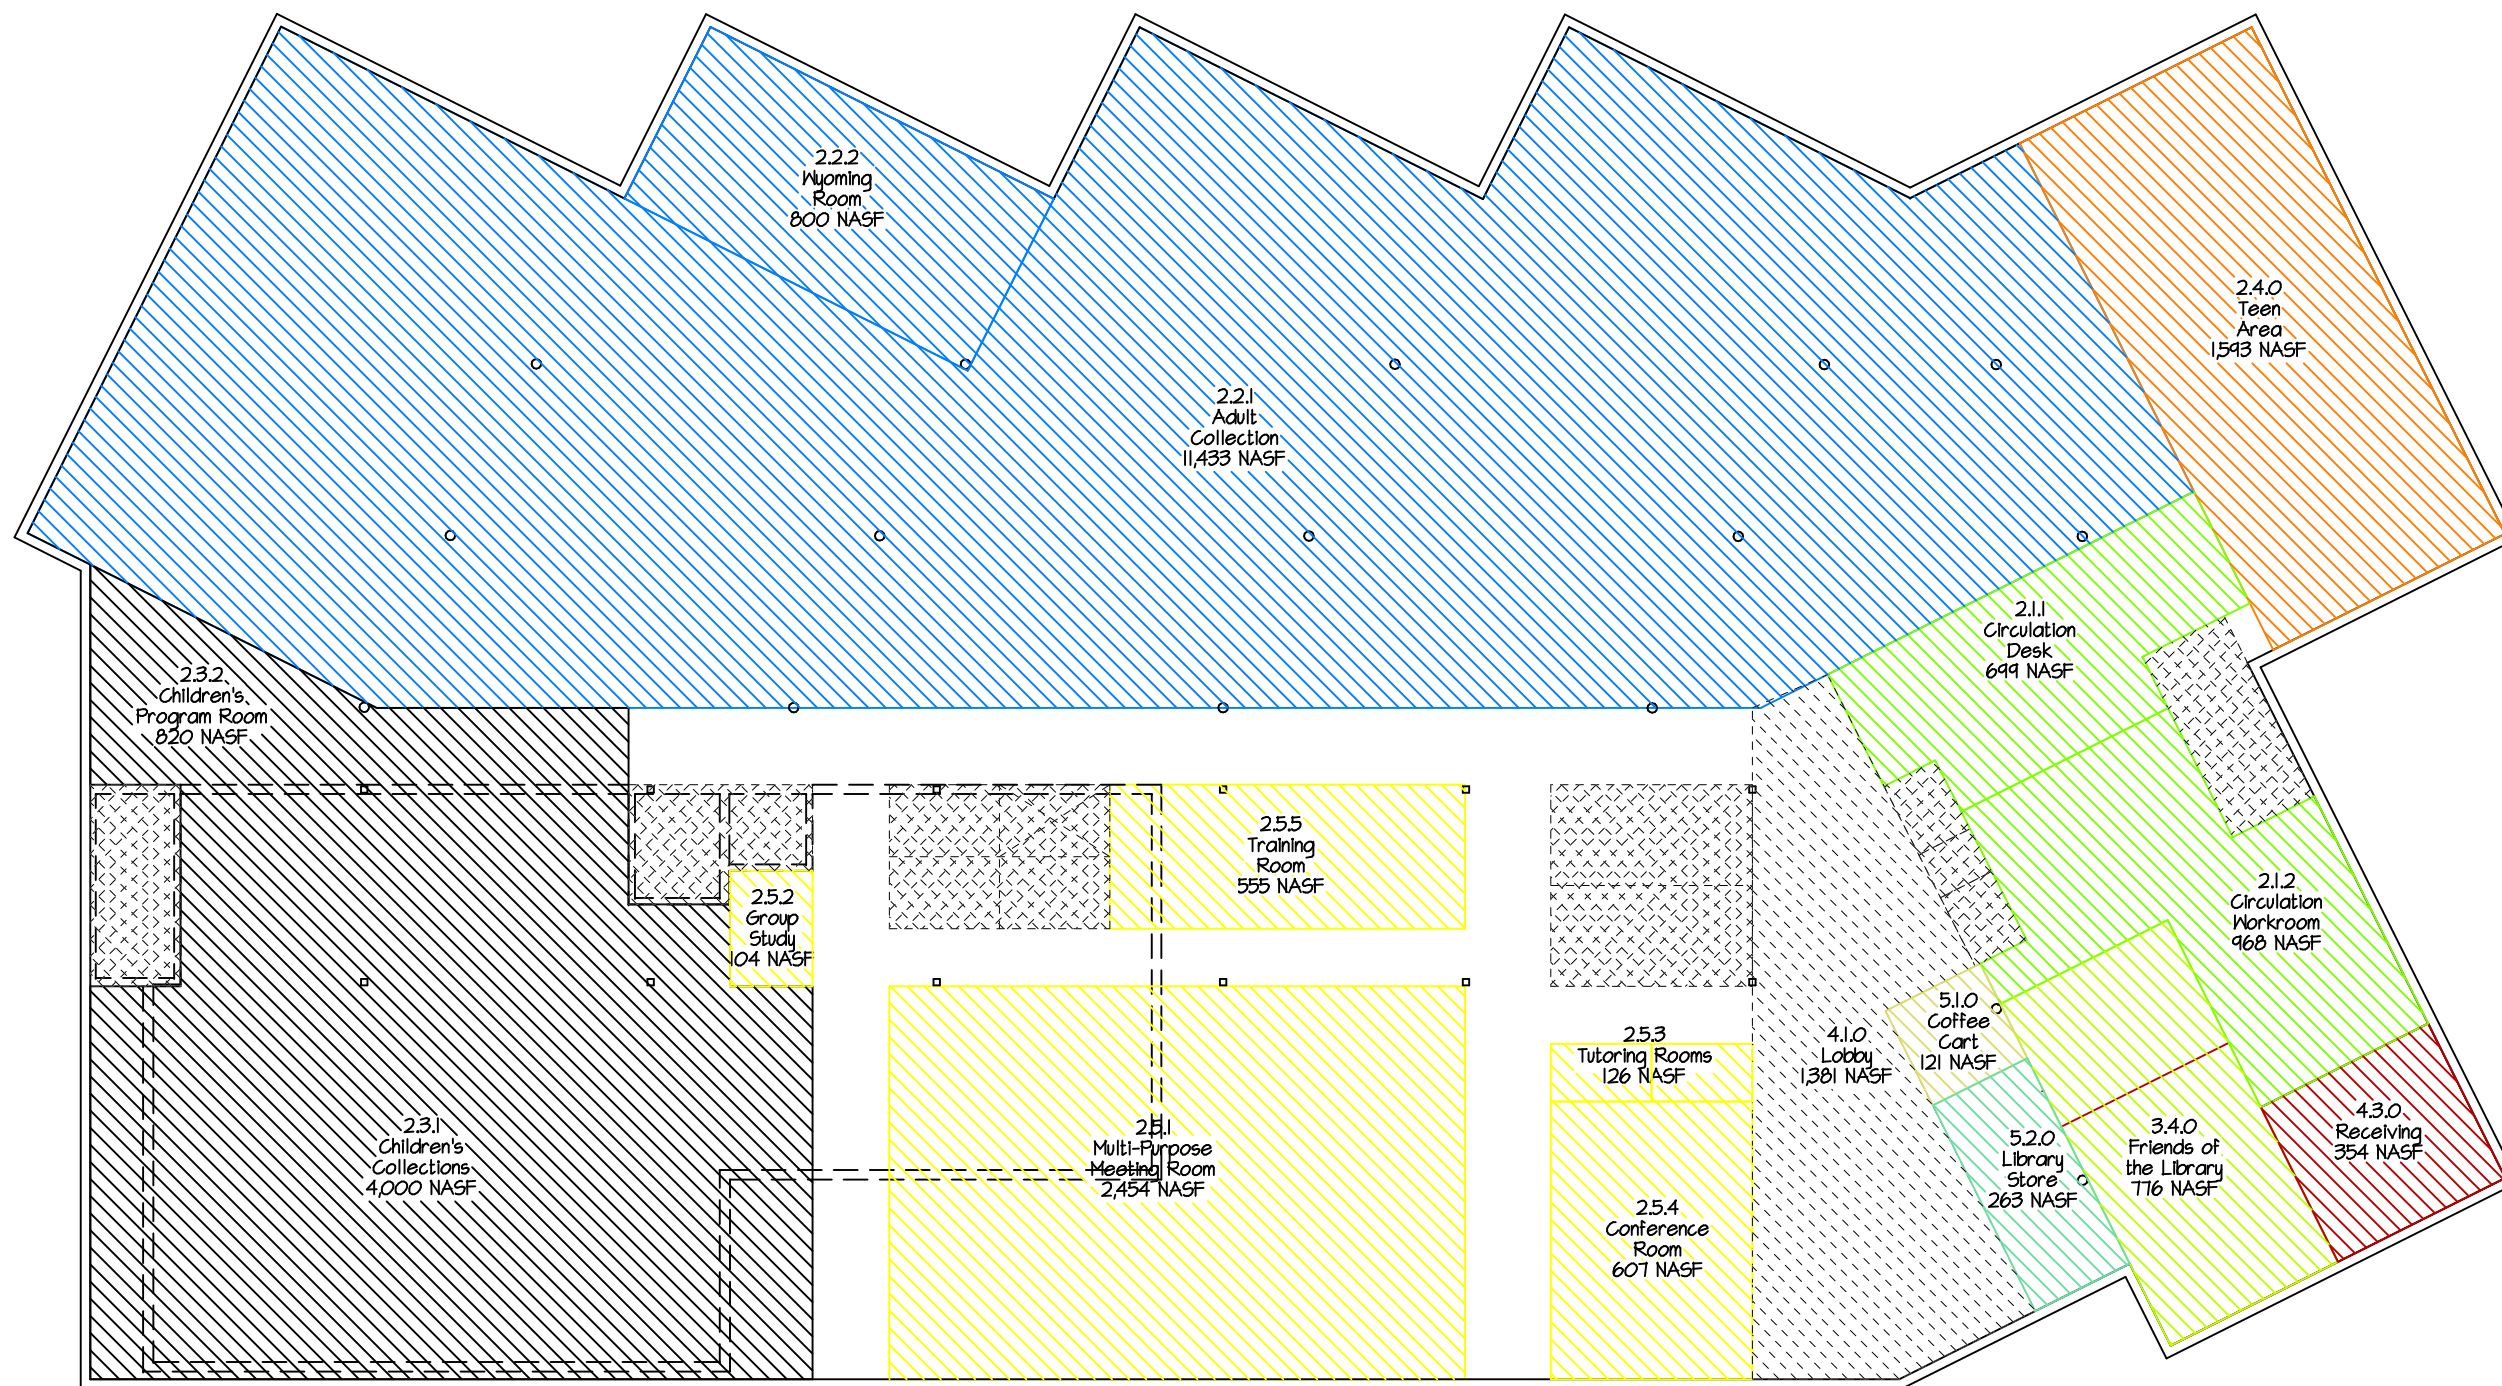 2.2.2
Wyoming
Room
800 NASF
2.4.0
Teen
Area
1,593 NASF
2.2.1
Adult
Collection
11,433 NASF
2.1.1
Circulation
Desk
699 NASF
2.3.2
Children's
Program Room
820 NASF
2.5.5
Training
Room
555 NASF
2.5.2
Group
Study
104 NASF
2.1.2
Circulation
Workroom
968 NASF
5.1.0
Coffee
Cart
121 NASF
2.5.3
Tutoring Rooms
126 NASF
4.1.0
Lobby
1,381 NASF
2.3.1
Children's
Collections
4,000 NASF
2.5.1
Multi-Purpose
Meeting Room
2,454 NASF
5.2.0
Library
Store
263 NASF
3.4.0
Friends of
the Library
776 NASF
4.3.0
Receiving
354 NASF
2.5.4
Conference
Room
607 NASF